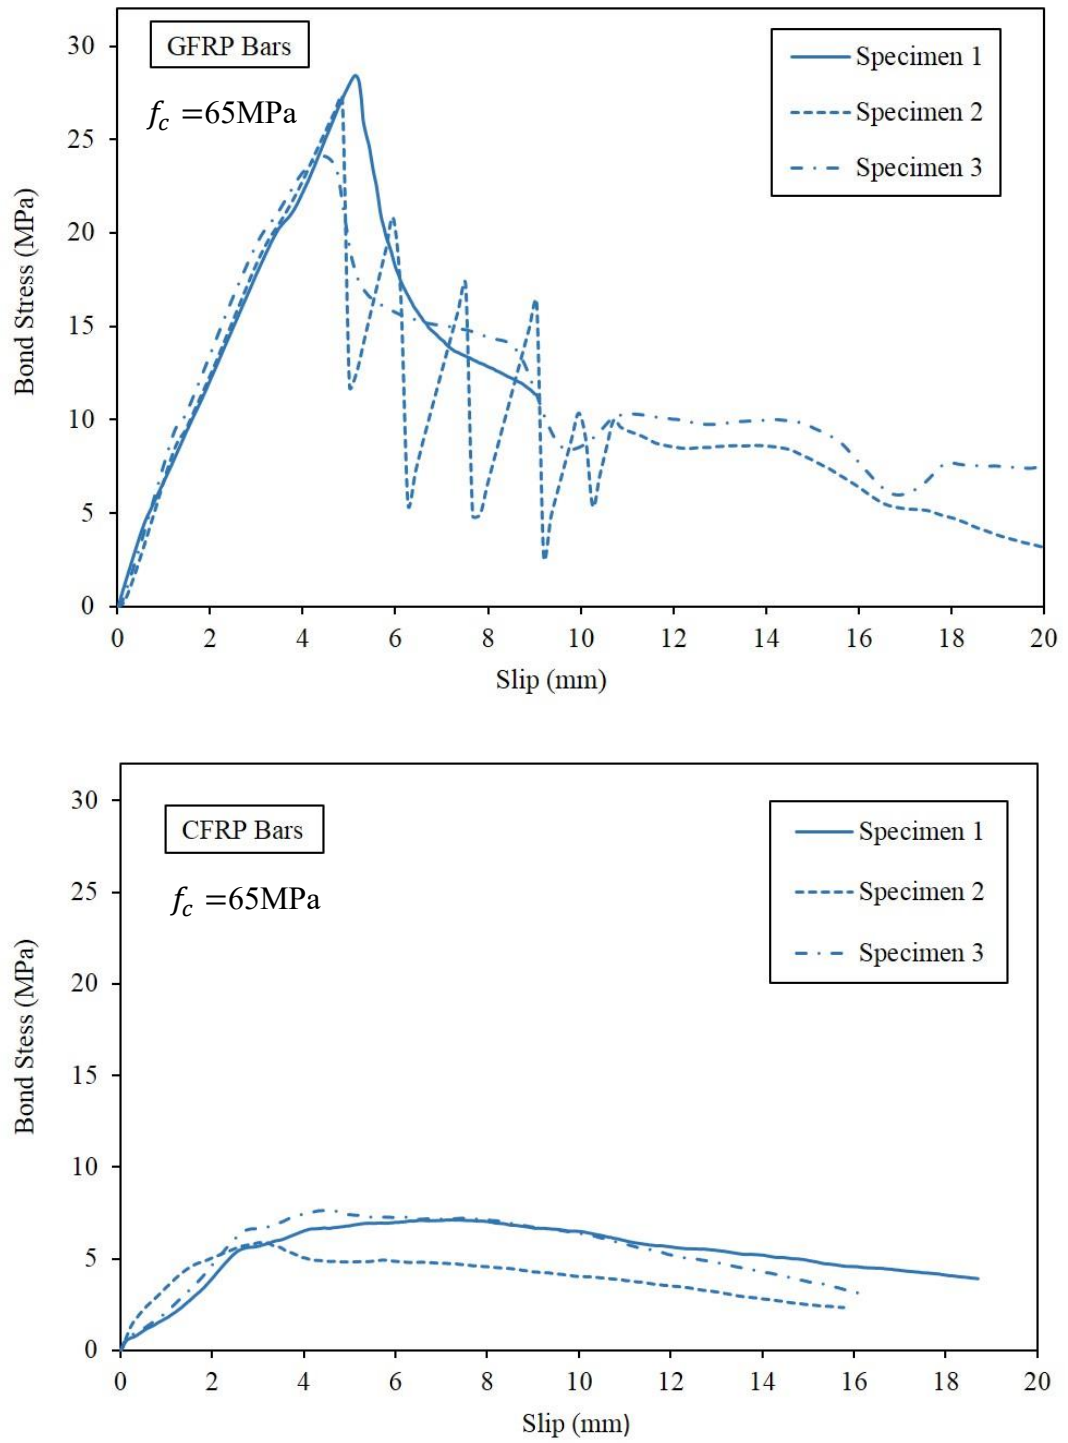 GFRP Bars
f_c =65MPa
Specimen 1
Specimen 2
Specimen 3
Bond Stress (MPa)
30
25
20
15
10
5
0
0 2 4 6 8 10 12 14 16 18 20
Slip (mm)
CFRP Bars
f_c =65MPa
Specimen 1
Specimen 2
Specimen 3
Bond Stess (MPa)
30
25
20
15
10
5
0
0 2 4 6 8 10 12 14 16 18 20
Slip (mm)